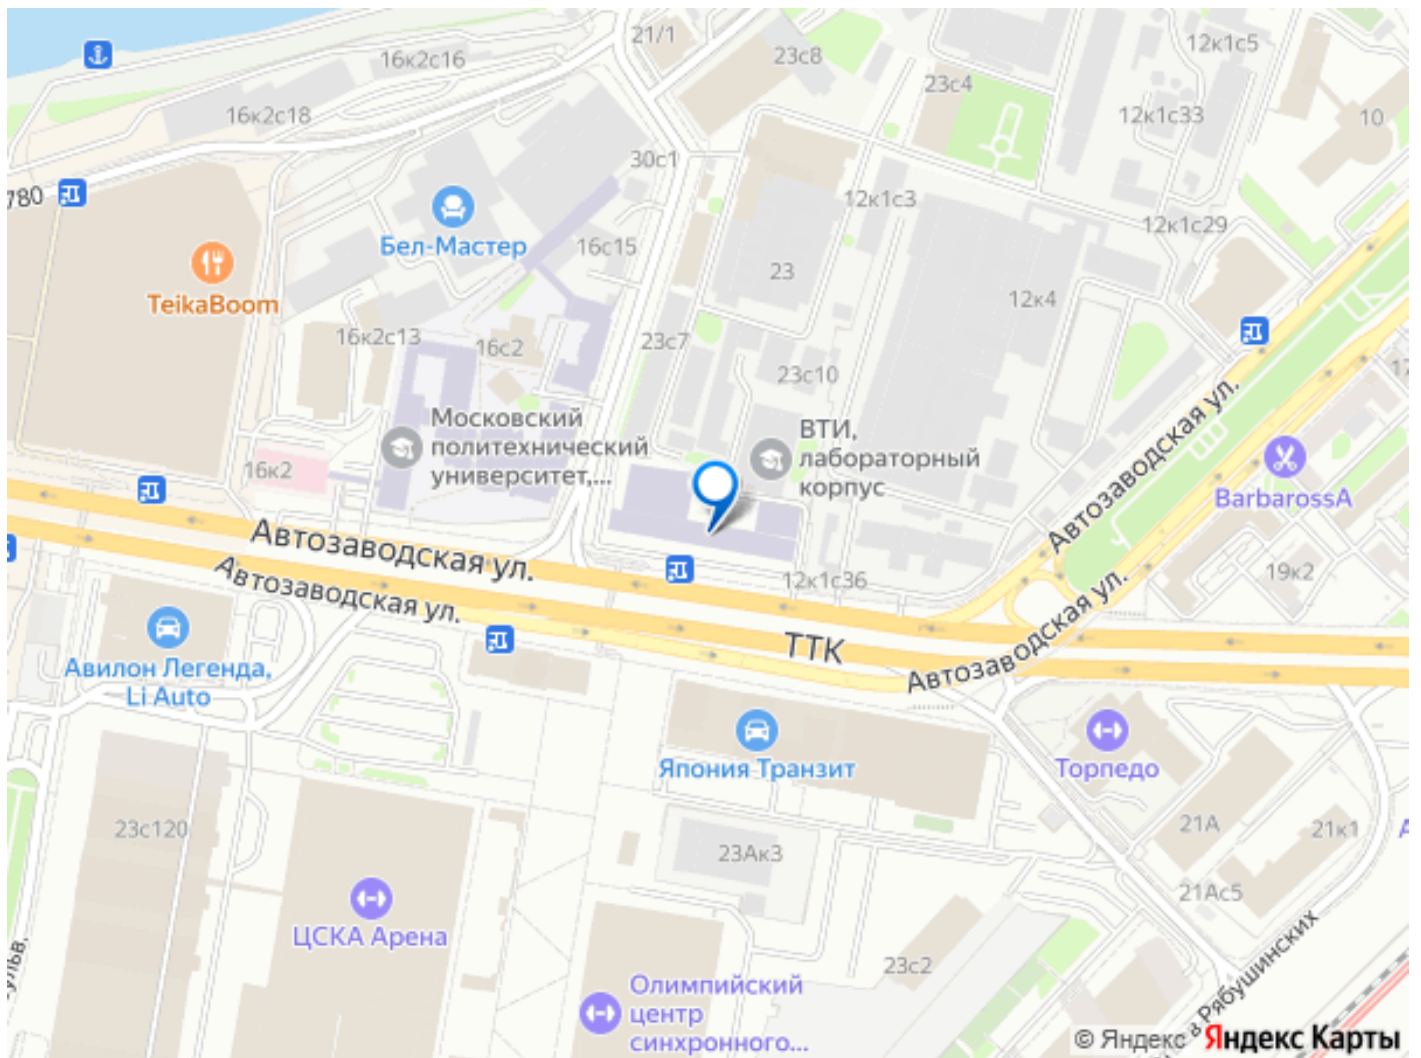 21/1
12к1с5
16к2с16
23с8
23с4
16к2с18
12к1с33
10
30с1
780
12к1с3
12к1с29
Бел-Мастер
16с15
23
TeikaBoom
12к4
16к2с13
16с2
23с7
23с10
Московский
политехнический
университет,...
ВТИ,
лабораторный
корпус
Автозаводская ул.
16к2
BarbarossA
Автозаводская ул.
Автозаводская ул.
12к1с36
19к2
ТТК
Автозаводская ул.
Авилон Легенда,
Li Auto
Япония Транзит
Торпедо
23с120
23Ак3
21А
21к1
21Ас5
ЦСКА Арена
23с2
Олимпийский
центр
синхронного...
Рябушинских
© Яндекс Яндекс Карты